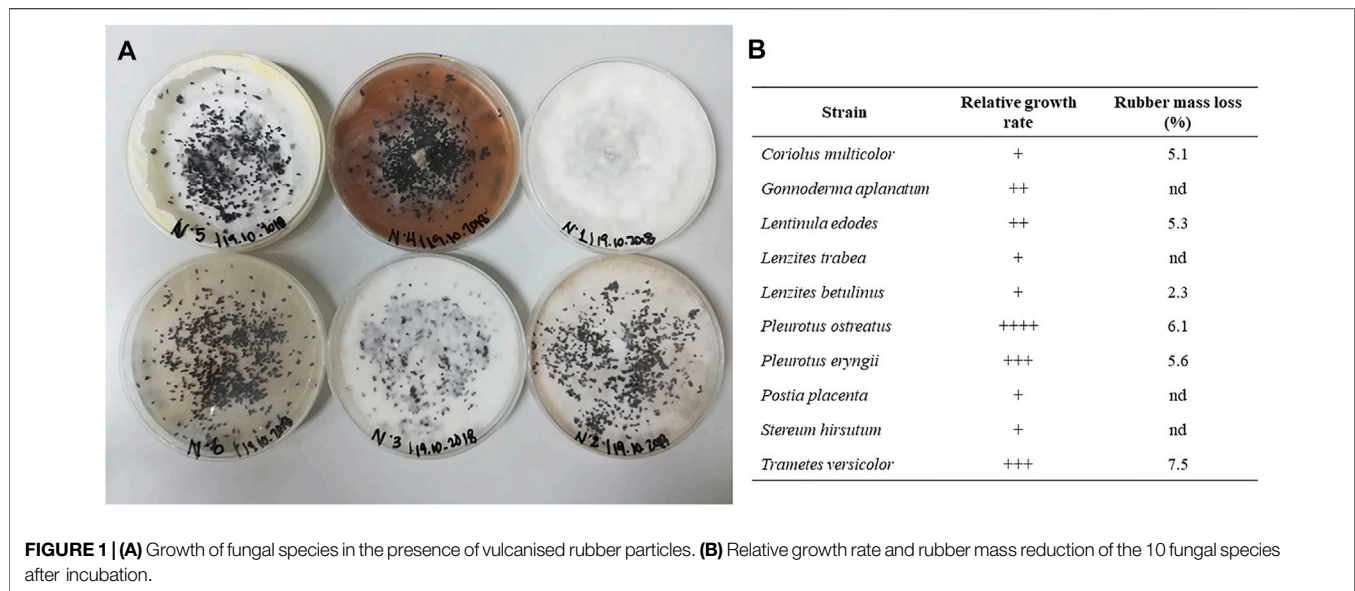 A
N°5 | 19.10.2018
N°4 | 19.10.2018
N°1 | 19.10.2018
N°6 | 19.10.2018
N°3 | 19.10.2018
N°2 | 19.10.2018
B
Strain Relative growth rate Rubber mass loss (%)
Coriolus multicolor + 5.1
Gonnoderma aplanatum ++ nd
Lentinula edodes ++ 5.3
Lenzites trabea + nd
Lenzites betulinus + 2.3
Pleurotus ostreatus ++++ 6.1
Pleurotus eryngii +++ 5.6
Postia placenta + nd
Stereum hirsutum + nd
Trametes versicolor +++ 7.5
FIGURE 1 | (A) Growth of fungal species in the presence of vulcanised rubber particles. (B) Relative growth rate and rubber mass reduction of the 10 fungal species
after incubation.